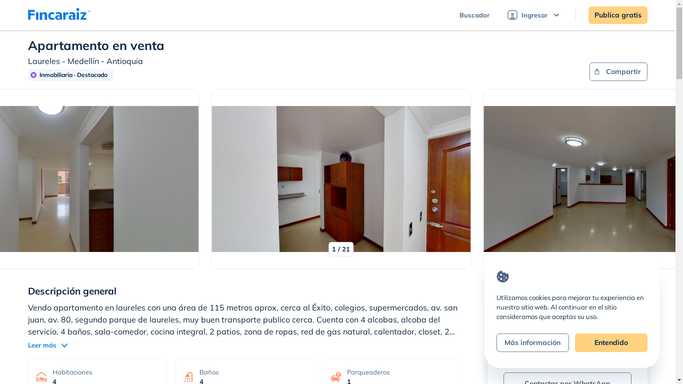 Fincaraiz
Buscador
Ingresar
Publica gratis
Apartamento en venta
Laureles - Medellín - Antioquia
Inmobiliaria · Destacado
Compartir
1 / 21
Descripción general
Vendo apartamento en laureles con una área de 115 metros aprox, cerca al Éxito, colegios, supermercados, av. san
juan, av. 80, segundo parque de laureles, muy buen transporte publico cerca. Cuenta con 4 alcobas, alcoba del
servicio, 4 baños, sala-comedor, cocina integral, 2 patios, zona de ropas, red de gas natural, calentador, closet, 2...
Leer más
Habitaciones
4
Baños
4
Parqueaderos
1
Utilizamos cookies para mejorar tu experiencia en
nuestro sitio web. Al continuar en el sitio
consideramos que aceptas su uso.
Más información
Entendido
Contactar por WhatsApp